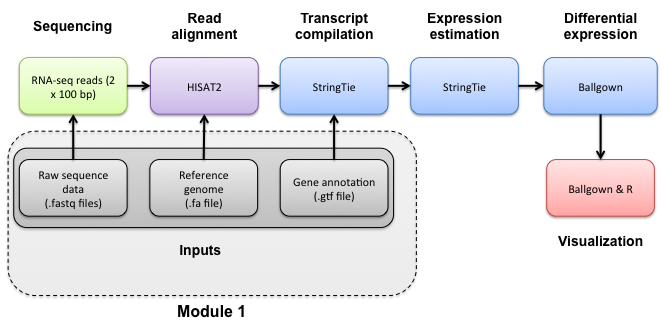 Sequencing
Read
alignment
Transcript
compilation
Expression
estimation
Differential
expression
RNA-seq reads (2
x 100 bp)
HISAT2
StringTie
StringTie
Ballgown
Raw sequence
data
(.fastq files)
Reference
genome
(.fa file)
Gene annotation
(.gtf file)
Ballgown & R
Inputs
Visualization
Module 1